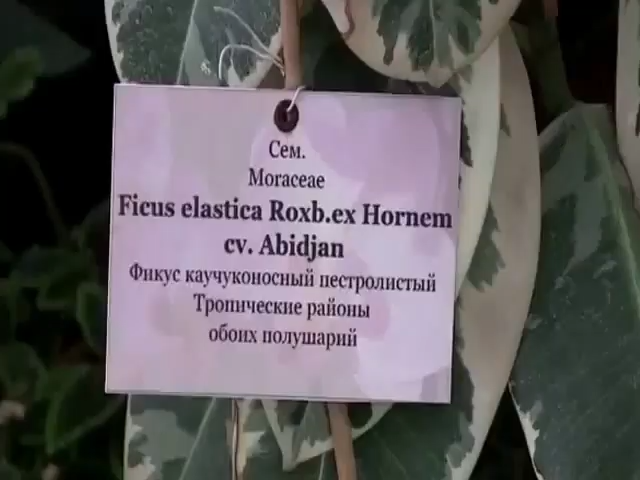 Сем.
Moraceae
Ficus elastica Roxb.ex Hornem
cv. Abidjan
Фикус каучуконосный пестролистый
Тропические районы
обоих полушарий